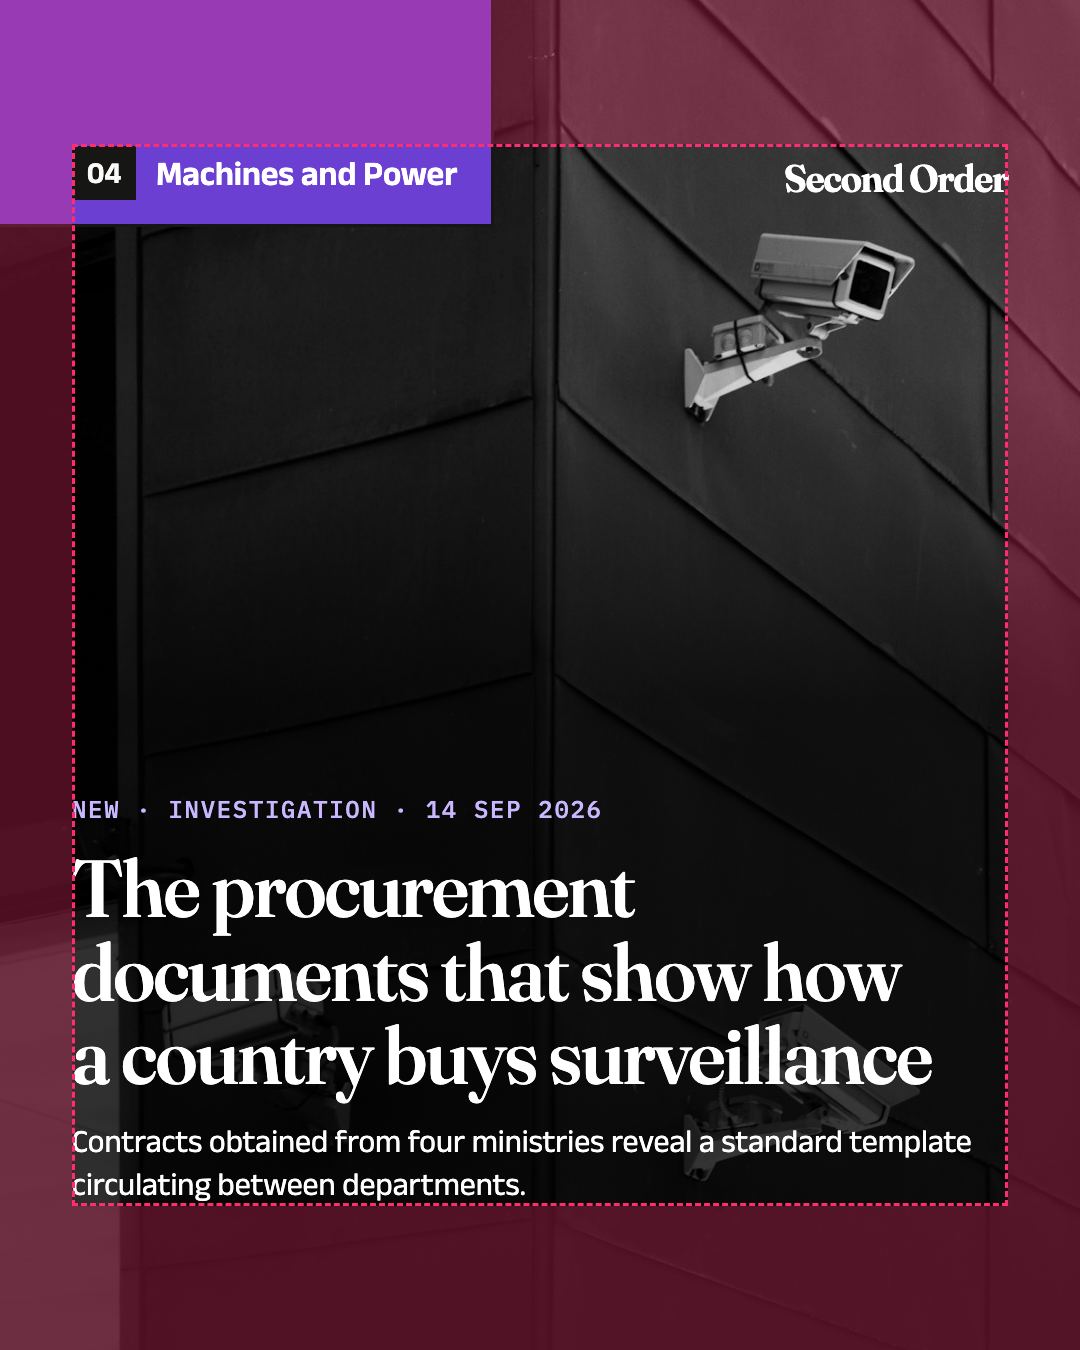 04 Machines and Power
Second Order
NEW · INVESTIGATION · 14 SEP 2026
The procurement
documents that show how
a country buys surveillance
Contracts obtained from four ministries reveal a standard template
circulating between departments.